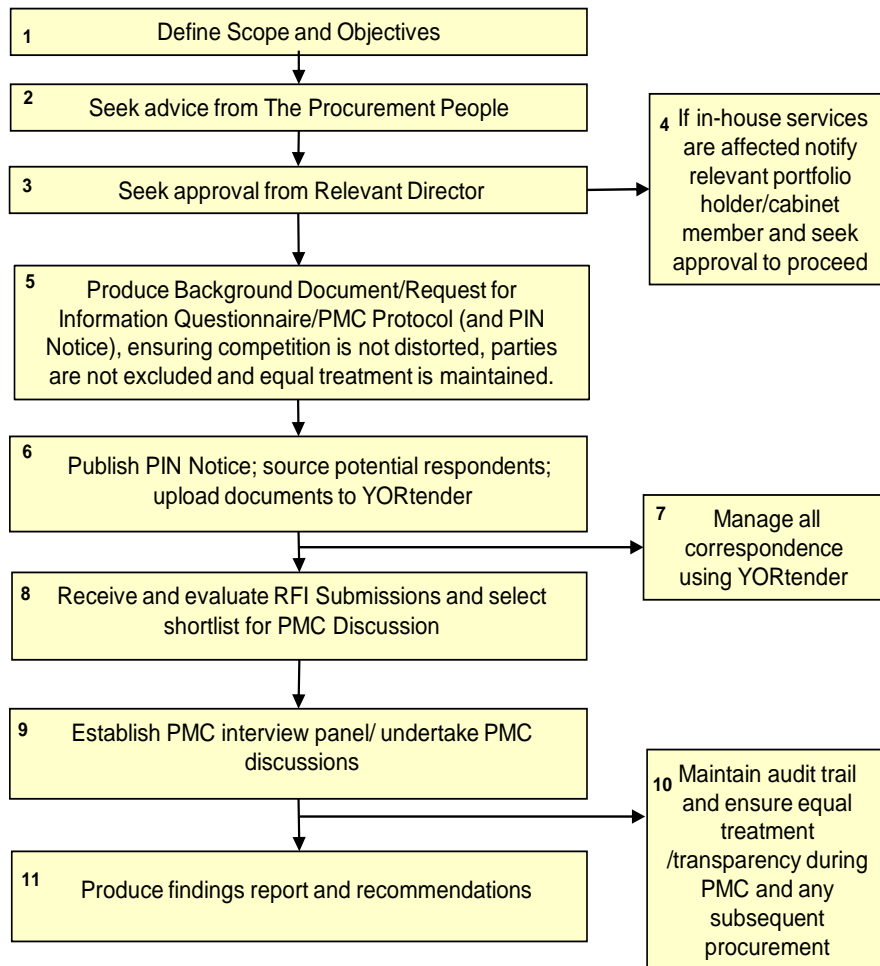 1
Define Scope and Objectives
2
Seek advice from The Procurement People
3
Seek approval from Relevant Director
4
If in-house services
are affected notify
relevant portfolio
holder/cabinet
member and seek
approval to proceed
5
Produce Background Document/Request for
Information Questionnaire/PMC Protocol (and PIN
Notice), ensuring competition is not distorted, parties
are not excluded and equal treatment is maintained.
6
Publish PIN Notice; source potential respondents;
upload documents to YORtender
7
Manage all
correspondence
using YORtender
8
Receive and evaluate RFI Submissions and select
shortlist for PMC Discussion
9
Establish PMC interview panel/ undertake PMC
discussions
10
Maintain audit trail
and ensure equal
treatment
/transparency during
PMC and any
subsequent
procurement
11
Produce findings report and recommendations